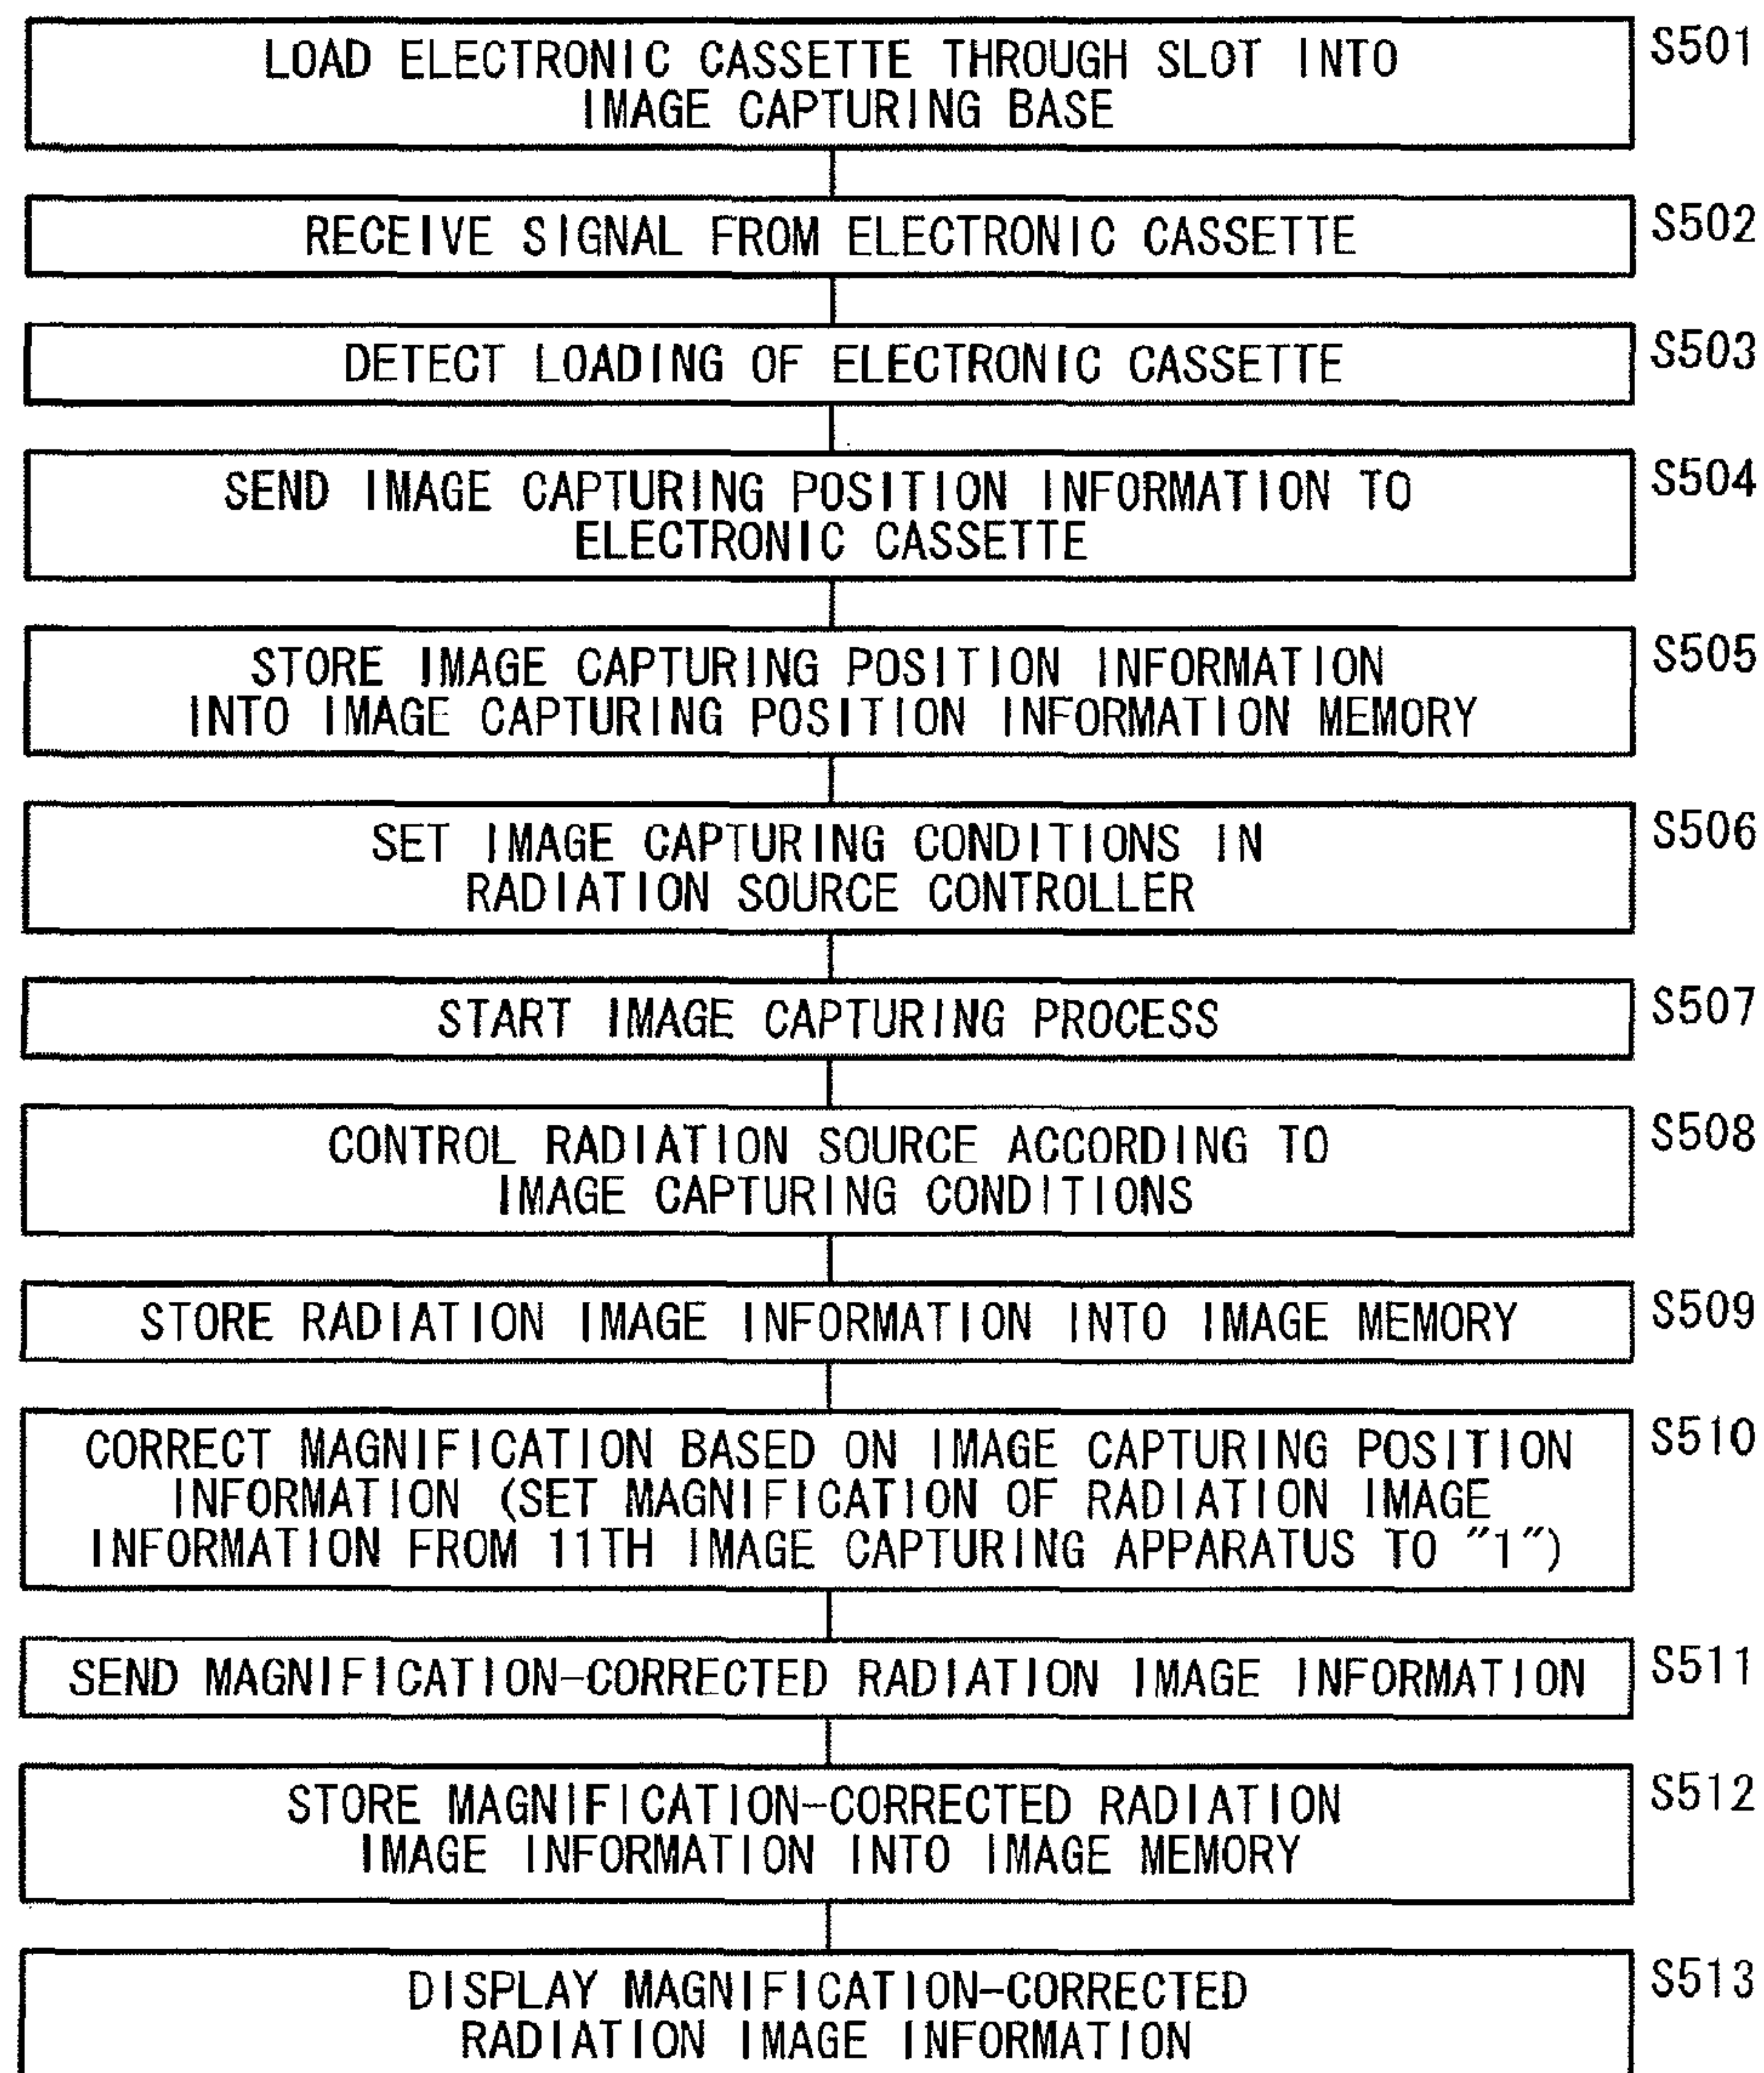 LOAD ELECTRONIC CASSETTE THROUGH SLOT INTO
IMAGE CAPTURING BASE
S501
RECEIVE SIGNAL FROM ELECTRONIC CASSETTE
S502
DETECT LOADING OF ELECTRONIC CASSETTE
S503
SEND IMAGE CAPTURING POSITION INFORMATION TO
ELECTRONIC CASSETTE
S504
STORE IMAGE CAPTURING POSITION INFORMATION
INTO IMAGE CAPTURING POSITION INFORMATION MEMORY
S505
SET IMAGE CAPTURING CONDITIONS IN
RADIATION SOURCE CONTROLLER
S506
START IMAGE CAPTURING PROCESS
S507
CONTROL RADIATION SOURCE ACCORDING TO
IMAGE CAPTURING CONDITIONS
S508
STORE RADIATION IMAGE INFORMATION INTO IMAGE MEMORY
S509
CORRECT MAGNIFICATION BASED ON IMAGE CAPTURING POSITION
INFORMATION (SET MAGNIFICATION OF RADIATION IMAGE
INFORMATION FROM 11TH IMAGE CAPTURING APPARATUS TO "1")
S510
SEND MAGNIFICATION-CORRECTED RADIATION IMAGE INFORMATION
S511
STORE MAGNIFICATION-CORRECTED RADIATION
IMAGE INFORMATION INTO IMAGE MEMORY
S512
DISPLAY MAGNIFICATION-CORRECTED
RADIATION IMAGE INFORMATION
S513